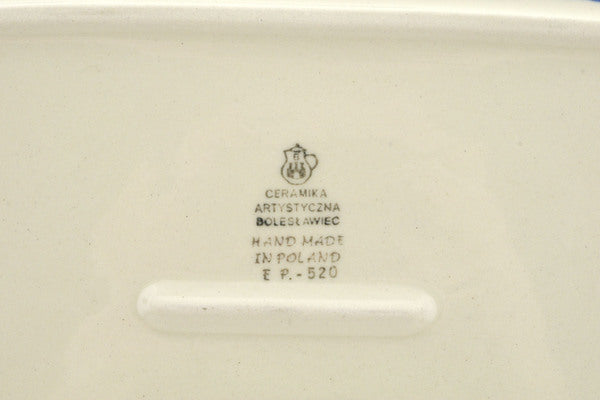 B
CERAMIKA
ARTYSTYCZNA
BOLESŁAWIEC
HAND MADE
IN POLAND
E P.-520